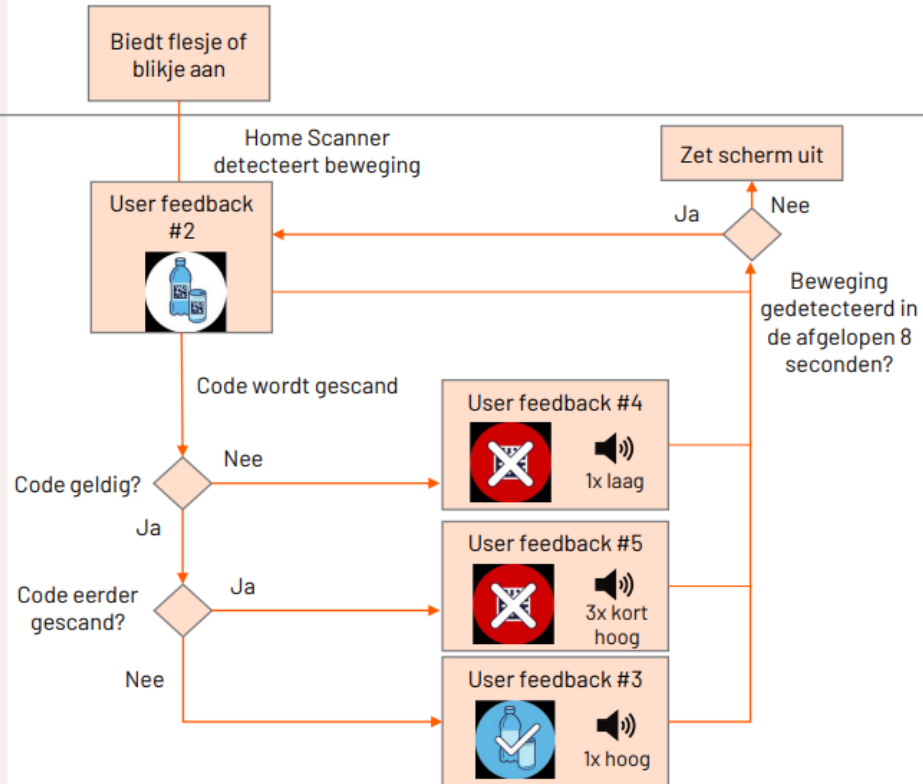 Biedt flesje of
blikje aan
Home Scanner
detecteert beweging
Zet scherm uit
User feedback
#2
Ja
Nee
Beweging
gedetecteerd in
de afgelopen 8
seconden?
Code wordt gescand
User feedback #4
1x laag
Code geldig?
Nee
Ja
User feedback #5
3x kort
hoog
Code eerder
gescand?
Ja
Nee
User feedback #3
1x hoog